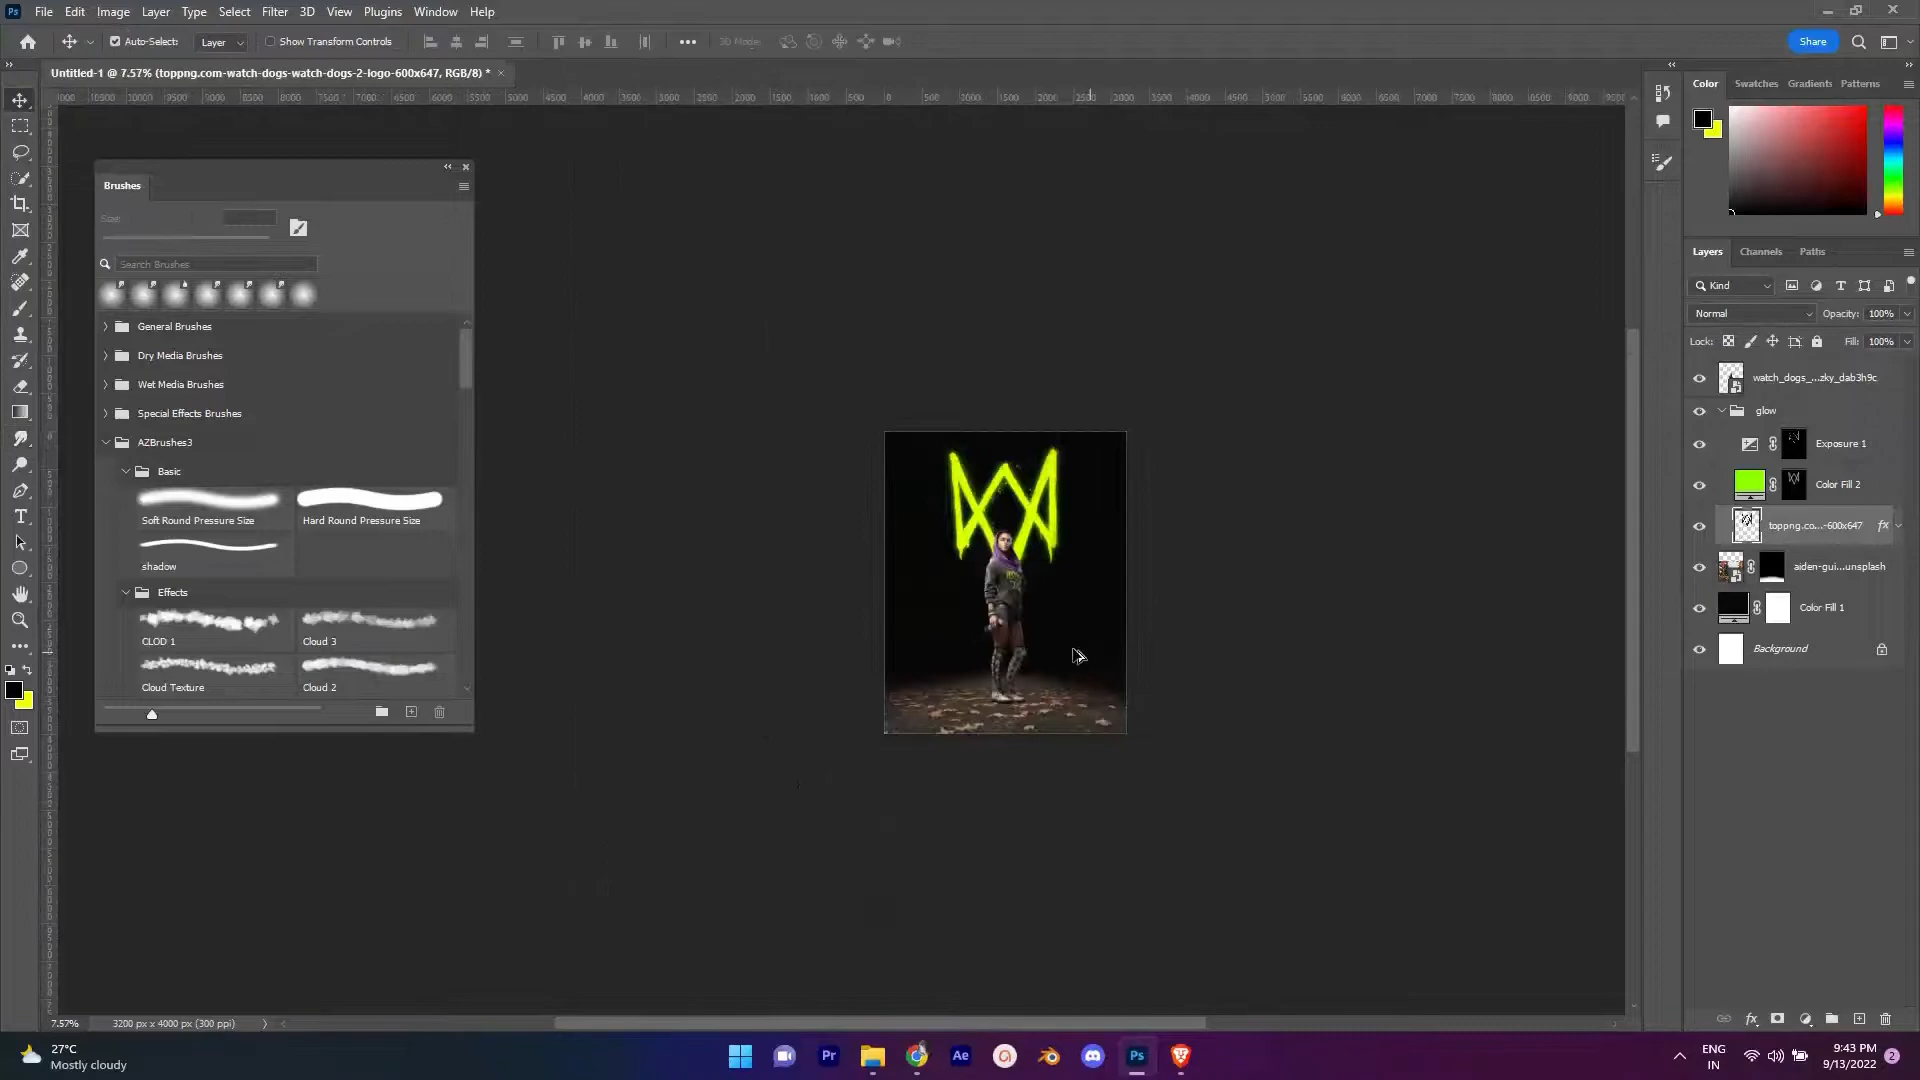 File Edit Image Layer Type Select Filter 3D View Plugins Window Help
Auto-Select: Layer Show Transform Controls 3D Mode: Share
Untitled-1 @ 7.57% (toppng.com-watch-dogs-watch-dogs-2-logo-600x647, RGB/8) *
Brushes
Size:
Search Brushes
General Brushes
Dry Media Brushes
Wet Media Brushes
Special Effects Brushes
AZBrushes3
Basic
Soft Round Pressure Size Hard Round Pressure Size
shadow
Effects
CLOD 1 Cloud 3
Cloud Texture Cloud 2
Color Swatches Gradients Patterns
Layers Channels Paths
Kind
Normal Opacity: 100%
Lock: Fill: 100%
watch_dogs_...zky_dab3h9c
glow
Exposure 1
Color Fill 2
toppng.co...-600x647 fx
aiden-gui...unsplash
Color Fill 1
Background
7.57% 3200 px x 4000 px (300 ppi)
27°C
Mostly cloudy
Pr Ae Ps
ENG
IN
9:43 PM
9/13/2022 2